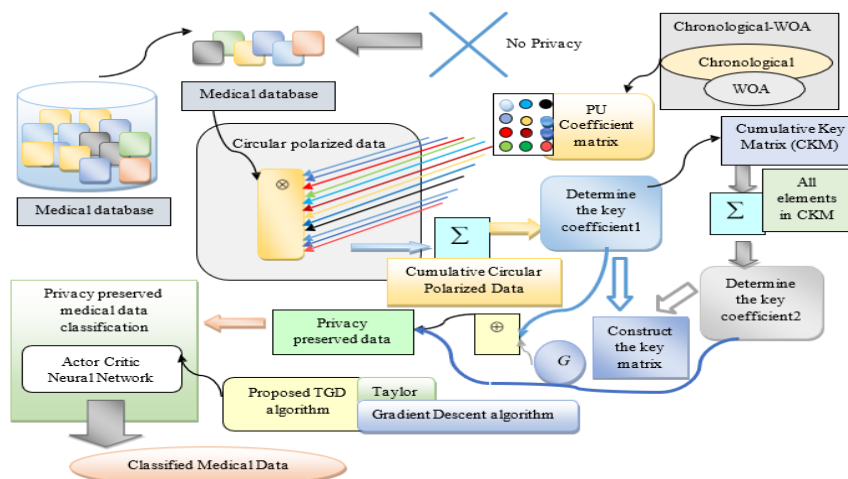 No Privacy
Chronological-WOA
Chronological
WOA
Medical database
PU
Coefficient
matrix
Cumulative Key
Matrix (CKM)
Circular polarized data
⊗
Medical database
Determine
the key
coefficient1
All
elements
in CKM
Σ
Σ
Cumulative Circular
Polarized Data
Determine
the key
coefficient2
Privacy preserved
medical data
classification
Privacy
preserved data
⊕
G
Construct
the key
matrix
Actor Critic
Neural Network
Proposed TGD
algorithm
Taylor
Gradient Descent algorithm
Classified Medical Data